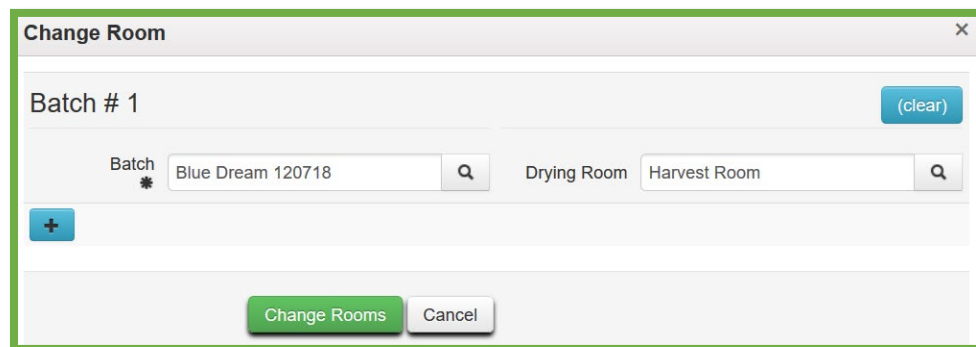 Change Room ×
Batch # 1 (clear)
Batch Blue Dream 120718 Drying Room Harvest Room
Change Rooms Cancel